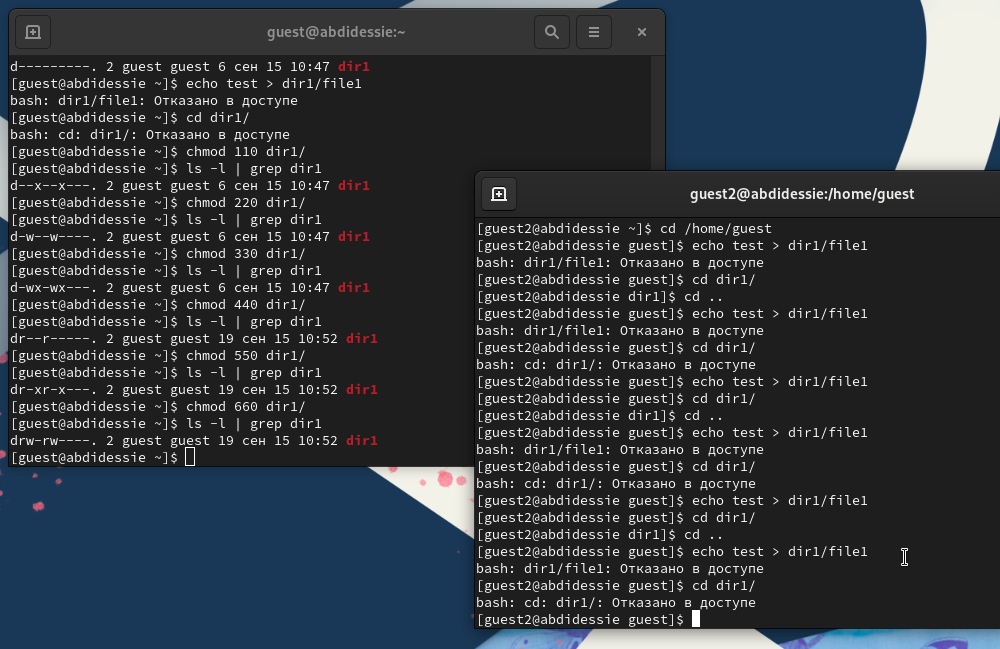 guest@abdidessie:~
d---------. 2 guest guest 6 сен 15 10:47 dir1
[guest@abdidessie ~]$ echo test > dir1/file1
bash: dir1/file1: Отказано в доступе
[guest@abdidessie ~]$ cd dir1/
bash: cd: dir1/: Отказано в доступе
[guest@abdidessie ~]$ chmod 110 dir1/
[guest@abdidessie ~]$ ls -l | grep dir1
d--x--x---. 2 guest guest 6 сен 15 10:47 dir1
[guest@abdidessie ~]$ chmod 220 dir1/
[guest@abdidessie ~]$ ls -l | grep dir1
d-w--w----. 2 guest guest 6 сен 15 10:47 dir1
[guest@abdidessie ~]$ chmod 330 dir1/
[guest@abdidessie ~]$ ls -l | grep dir1
d-wx-wx---. 2 guest guest 6 сен 15 10:47 dir1
[guest@abdidessie ~]$ chmod 440 dir1/
[guest@abdidessie ~]$ ls -l | grep dir1
dr--r-----. 2 guest guest 19 сен 15 10:52 dir1
[guest@abdidessie ~]$ chmod 550 dir1/
[guest@abdidessie ~]$ ls -l | grep dir1
dr-xr-x---. 2 guest guest 19 сен 15 10:52 dir1
[guest@abdidessie ~]$ chmod 660 dir1/
[guest@abdidessie ~]$ ls -l | grep dir1
drw-rw----. 2 guest guest 19 сен 15 10:52 dir1
[guest@abdidessie ~]$
guest2@abdidessie:/home/guest
[guest2@abdidessie ~]$ cd /home/guest
[guest2@abdidessie guest]$ echo test > dir1/file1
bash: dir1/file1: Отказано в доступе
[guest2@abdidessie guest]$ cd dir1/
[guest2@abdidessie dir1]$ cd ..
[guest2@abdidessie guest]$ echo test > dir1/file1
bash: dir1/file1: Отказано в доступе
[guest2@abdidessie guest]$ cd dir1/
bash: cd: dir1/: Отказано в доступе
[guest2@abdidessie guest]$ echo test > dir1/file1
[guest2@abdidessie guest]$ cd dir1/
[guest2@abdidessie dir1]$ cd ..
[guest2@abdidessie guest]$ echo test > dir1/file1
bash: dir1/file1: Отказано в доступе
[guest2@abdidessie guest]$ cd dir1/
bash: cd: dir1/: Отказано в доступе
[guest2@abdidessie guest]$ echo test > dir1/file1
[guest2@abdidessie guest]$ cd dir1/
[guest2@abdidessie dir1]$ cd ..
[guest2@abdidessie guest]$ echo test > dir1/file1
bash: dir1/file1: Отказано в доступе
[guest2@abdidessie guest]$ cd dir1/
bash: cd: dir1/: Отказано в доступе
[guest2@abdidessie guest]$